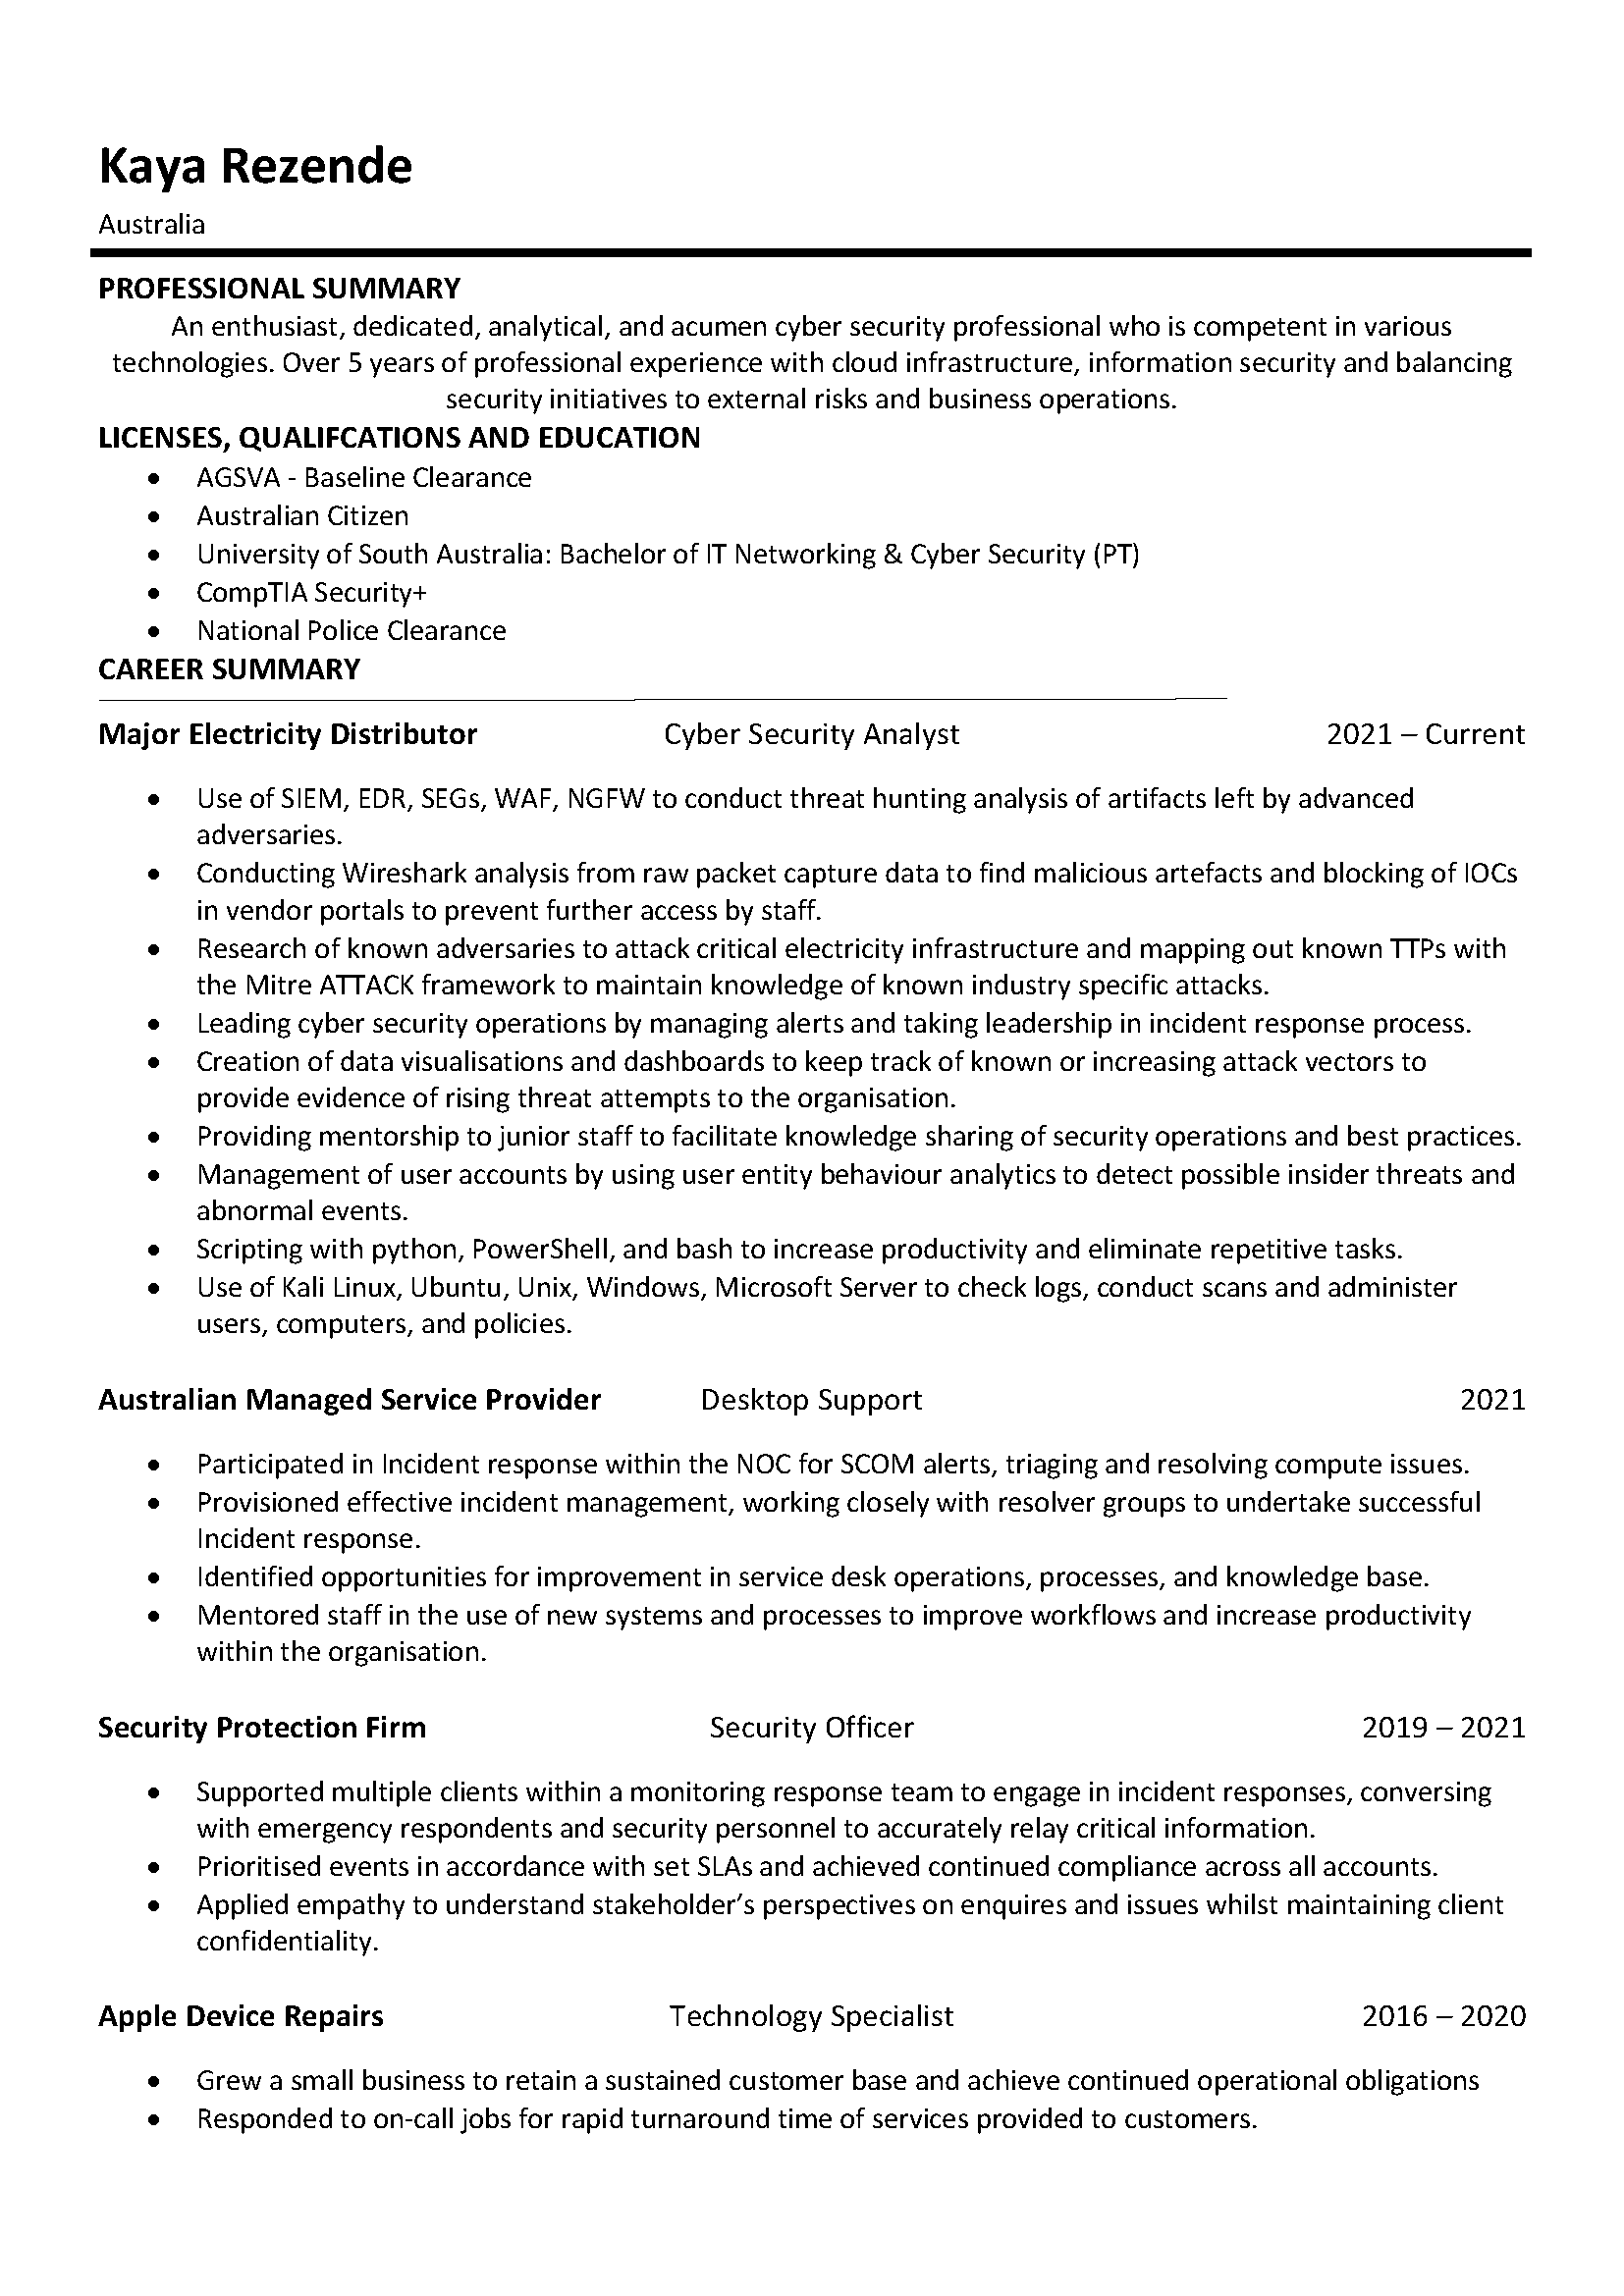 Kaya Rezende
Australia
PROFESSIONAL SUMMARY
An enthusiast, dedicated, analytical, and acumen cyber security professional who is competent in various
technologies. Over 5 years of professional experience with cloud infrastructure, information security and balancing
security initiatives to external risks and business operations.
LICENSES, QUALIFCATIONS AND EDUCATION
• AGSVA - Baseline Clearance
• Australian Citizen
• University of South Australia: Bachelor of IT Networking & Cyber Security (PT)
• CompTIA Security+
• National Police Clearance
CAREER SUMMARY
Major Electricity Distributor Cyber Security Analyst 2021 – Current
• Use of SIEM, EDR, SEGs, WAF, NGFW to conduct threat hunting analysis of artifacts left by advanced
adversaries.
• Conducting Wireshark analysis from raw packet capture data to find malicious artefacts and blocking of IOCs
in vendor portals to prevent further access by staff.
• Research of known adversaries to attack critical electricity infrastructure and mapping out known TTPs with
the Mitre ATTACK framework to maintain knowledge of known industry specific attacks.
• Leading cyber security operations by managing alerts and taking leadership in incident response process.
• Creation of data visualisations and dashboards to keep track of known or increasing attack vectors to
provide evidence of rising threat attempts to the organisation.
• Providing mentorship to junior staff to facilitate knowledge sharing of security operations and best practices.
• Management of user accounts by using user entity behaviour analytics to detect possible insider threats and
abnormal events.
• Scripting with python, PowerShell, and bash to increase productivity and eliminate repetitive tasks.
• Use of Kali Linux, Ubuntu, Unix, Windows, Microsoft Server to check logs, conduct scans and administer
users, computers, and policies.
Australian Managed Service Provider Desktop Support 2021
• Participated in Incident response within the NOC for SCOM alerts, triaging and resolving compute issues.
• Provisioned effective incident management, working closely with resolver groups to undertake successful
Incident response.
• Identified opportunities for improvement in service desk operations, processes, and knowledge base.
• Mentored staff in the use of new systems and processes to improve workflows and increase productivity
within the organisation.
Security Protection Firm Security Officer 2019 – 2021
• Supported multiple clients within a monitoring response team to engage in incident responses, conversing
with emergency respondents and security personnel to accurately relay critical information.
• Prioritised events in accordance with set SLAs and achieved continued compliance across all accounts.
• Applied empathy to understand stakeholder’s perspectives on enquires and issues whilst maintaining client
confidentiality.
Apple Device Repairs Technology Specialist 2016 – 2020
• Grew a small business to retain a sustained customer base and achieve continued operational obligations
• Responded to on-call jobs for rapid turnaround time of services provided to customers.